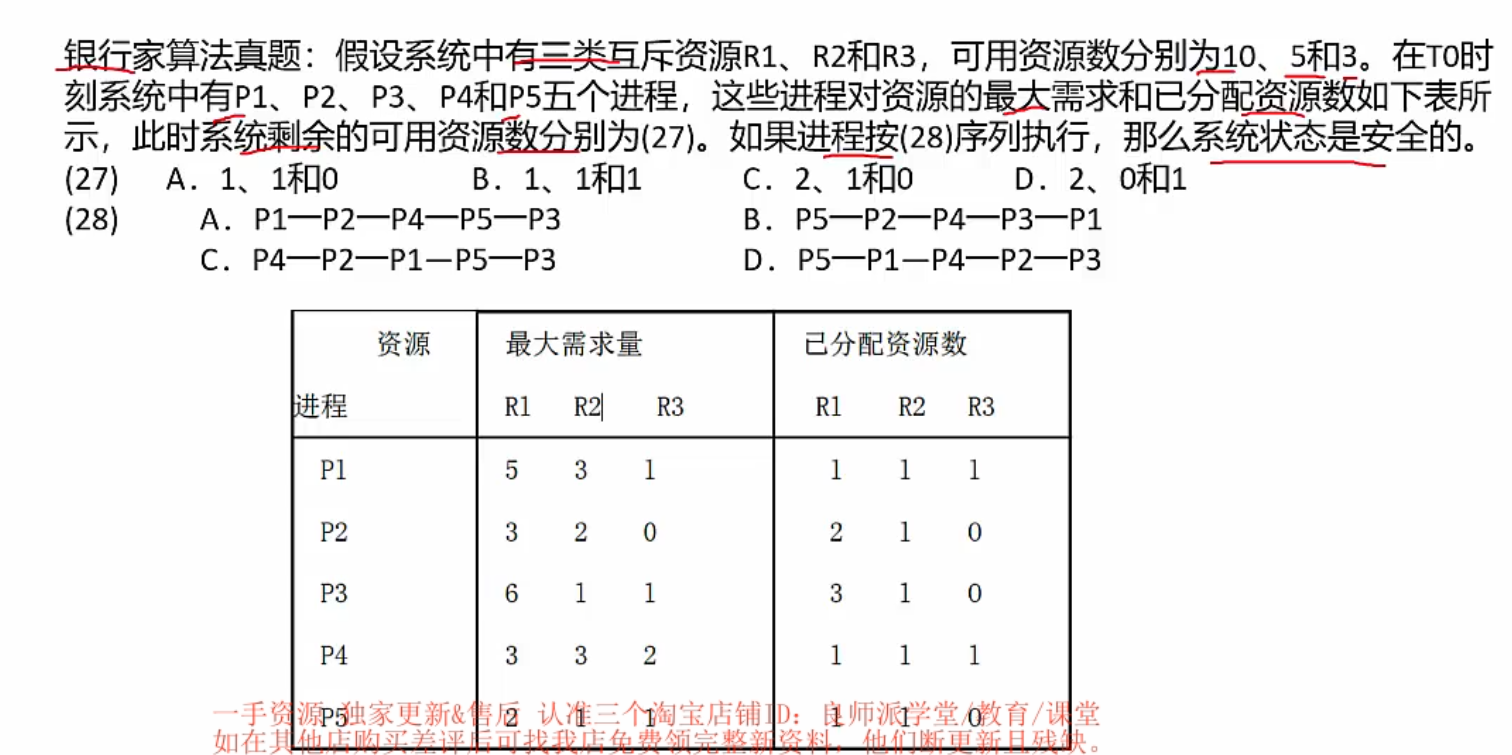 银行家算法真题：假设系统中有三类互斥资源R1、R2和R3，可用资源数分别为10、5和3。在T0时
刻系统中有P1、P2、P3、P4和P5五个进程，这些进程对资源的最大需求和已分配资源数如下表所
示，此时系统剩余的可用资源数分别为(27)。如果进程按(28)序列执行，那么系统状态是安全的。
(27) A．1、1和0 B．1、1和1 C．2、1和0 D．2、0和1
(28) A．P1—P2—P4—P5—P3 B．P5—P2—P4—P3—P1
C．P4—P2—P1—P5—P3 D．P5—P1—P4—P2—P3
资源 最大需求量 已分配资源数
进程 R1 R2 R3 R1 R2 R3
P1 5 3 1 1 1 1
P2 3 2 0 2 1 0
P3 6 1 1 3 1 0
P4 3 3 2 1 1 1
P5 2 1 1 1 1 0
一手资源 独家更新&售后 认准三个淘宝店铺ID：良师派学堂/教育/课堂
如在其他店购买差评后可找我店免费领完整新资料，他们断更新且残缺。